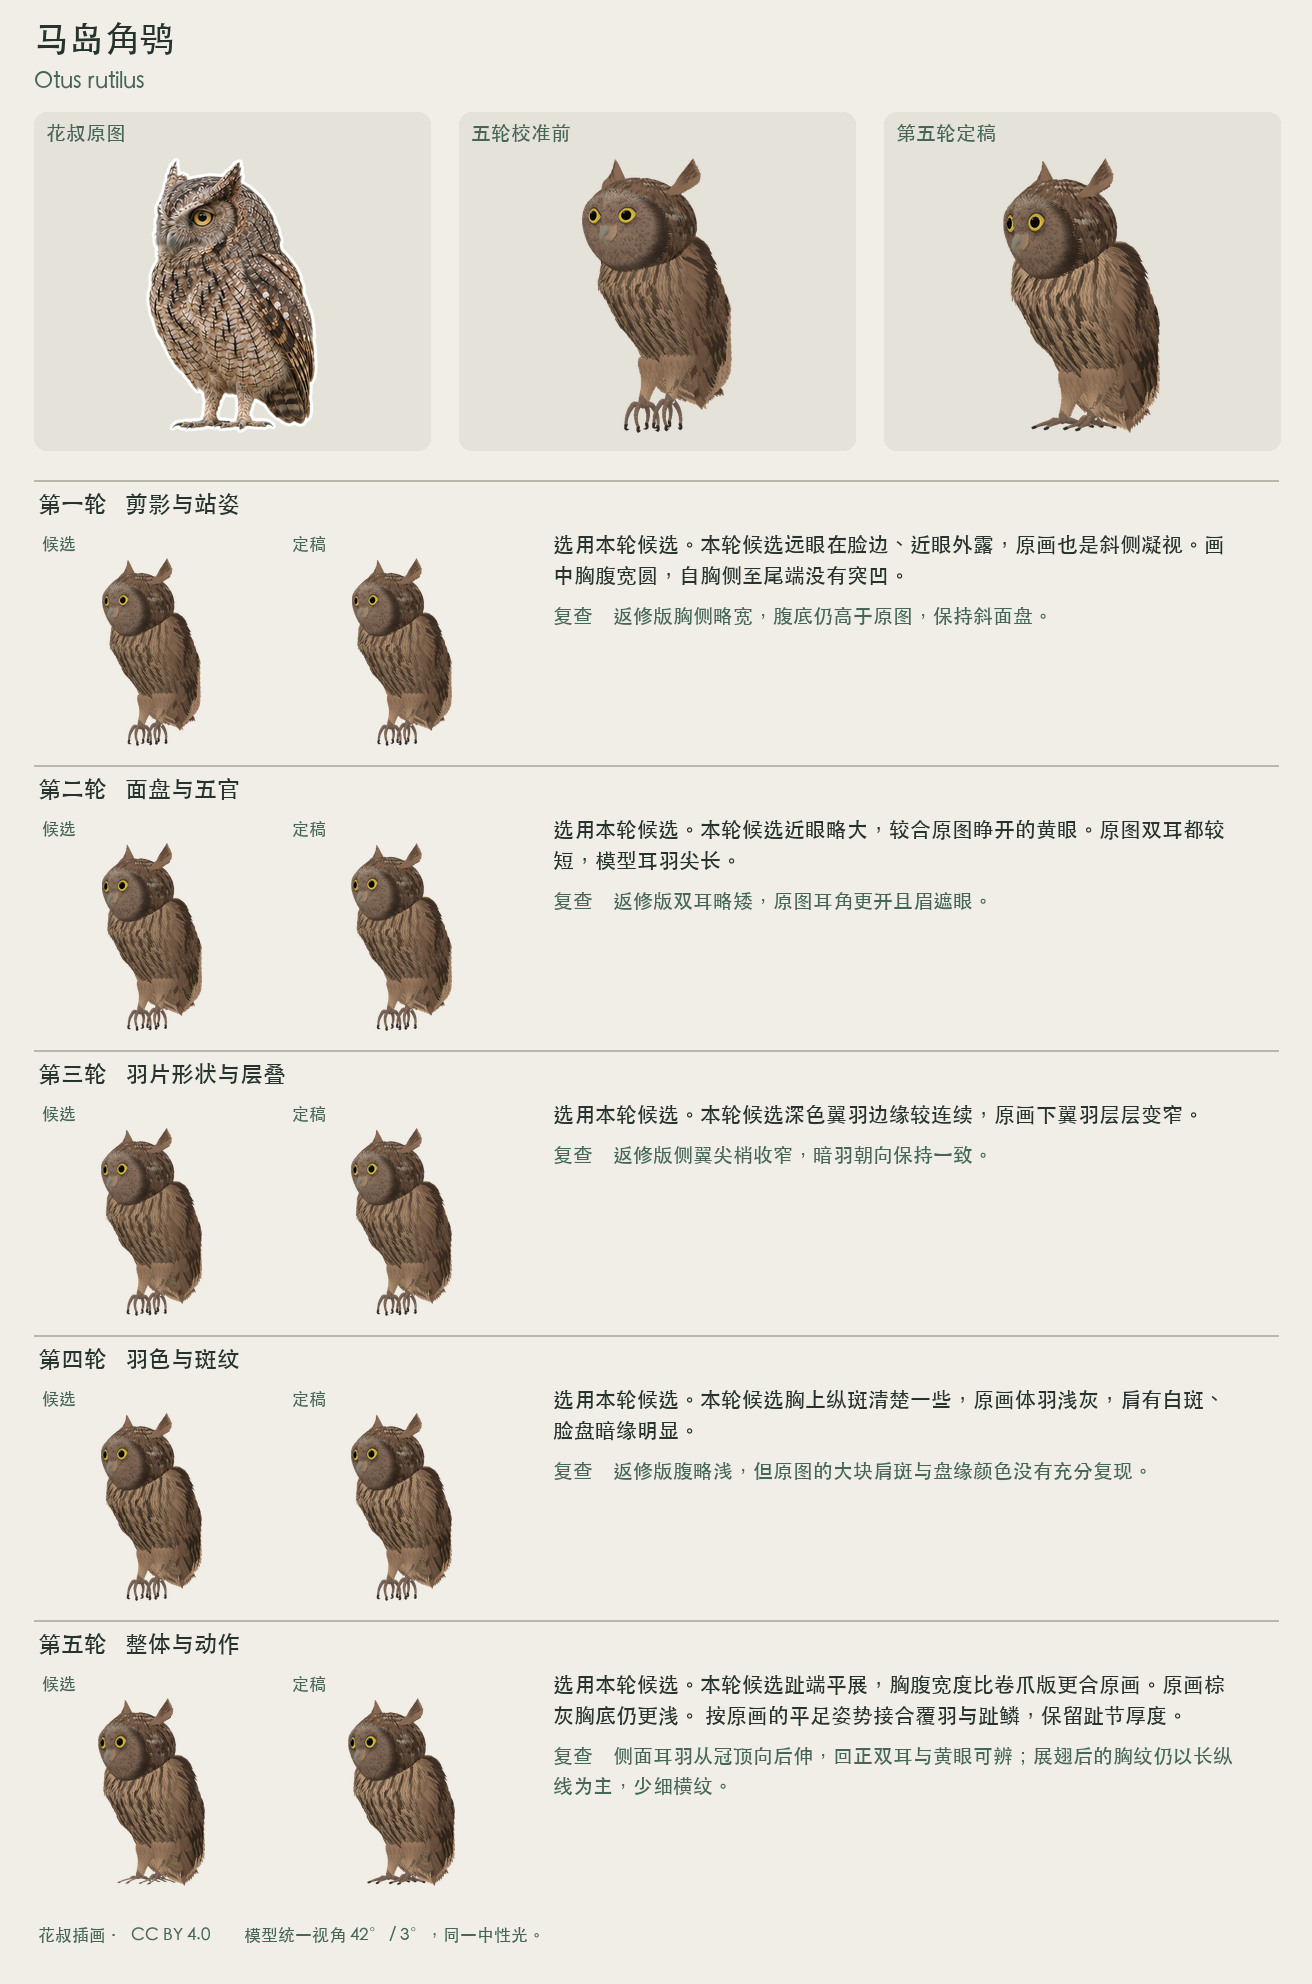 马岛角鸮
Otus rutilus
花叔原图
五轮校准前
第五轮定稿
第一轮 剪影与站姿
候选
定稿
选用本轮候选。本轮候选远眼在脸边、近眼外露，原画也是斜侧凝视。画
中胸腹宽圆，自胸侧至尾端没有突凹。
复查 返修版胸侧略宽，腹底仍高于原图，保持斜面盘。
第二轮 面盘与五官
候选
定稿
选用本轮候选。本轮候选近眼略大，较合原图睁开的黄眼。原图双耳都较
短，模型耳羽尖长。
复查 返修版双耳略矮，原图耳角更开且眉遮眼。
第三轮 羽片形状与层叠
候选
定稿
选用本轮候选。本轮候选深色翼羽边缘较连续，原画下翼羽层层变窄。
复查 返修版侧翼尖梢收窄，暗羽朝向保持一致。
第四轮 羽色与斑纹
候选
定稿
选用本轮候选。本轮候选胸上纵斑清楚一些，原画体羽浅灰，肩有白斑、
脸盘暗缘明显。
复查 返修版腹略浅，但原图的大块肩斑与盘缘颜色没有充分复现。
第五轮 整体与动作
候选
定稿
选用本轮候选。本轮候选趾端平展，胸腹宽度比卷爪版更合原画。原画棕
灰胸底仍更浅。 按原画的平足姿势接合覆羽与趾鳞，保留趾节厚度。
复查 侧面耳羽从冠顶向后伸，回正双耳与黄眼可辨；展翅后的胸纹仍以长纵
线为主，少细横纹。
花叔插画 · CC BY 4.0 模型统一视角 42° / 3° ，同一中性光。